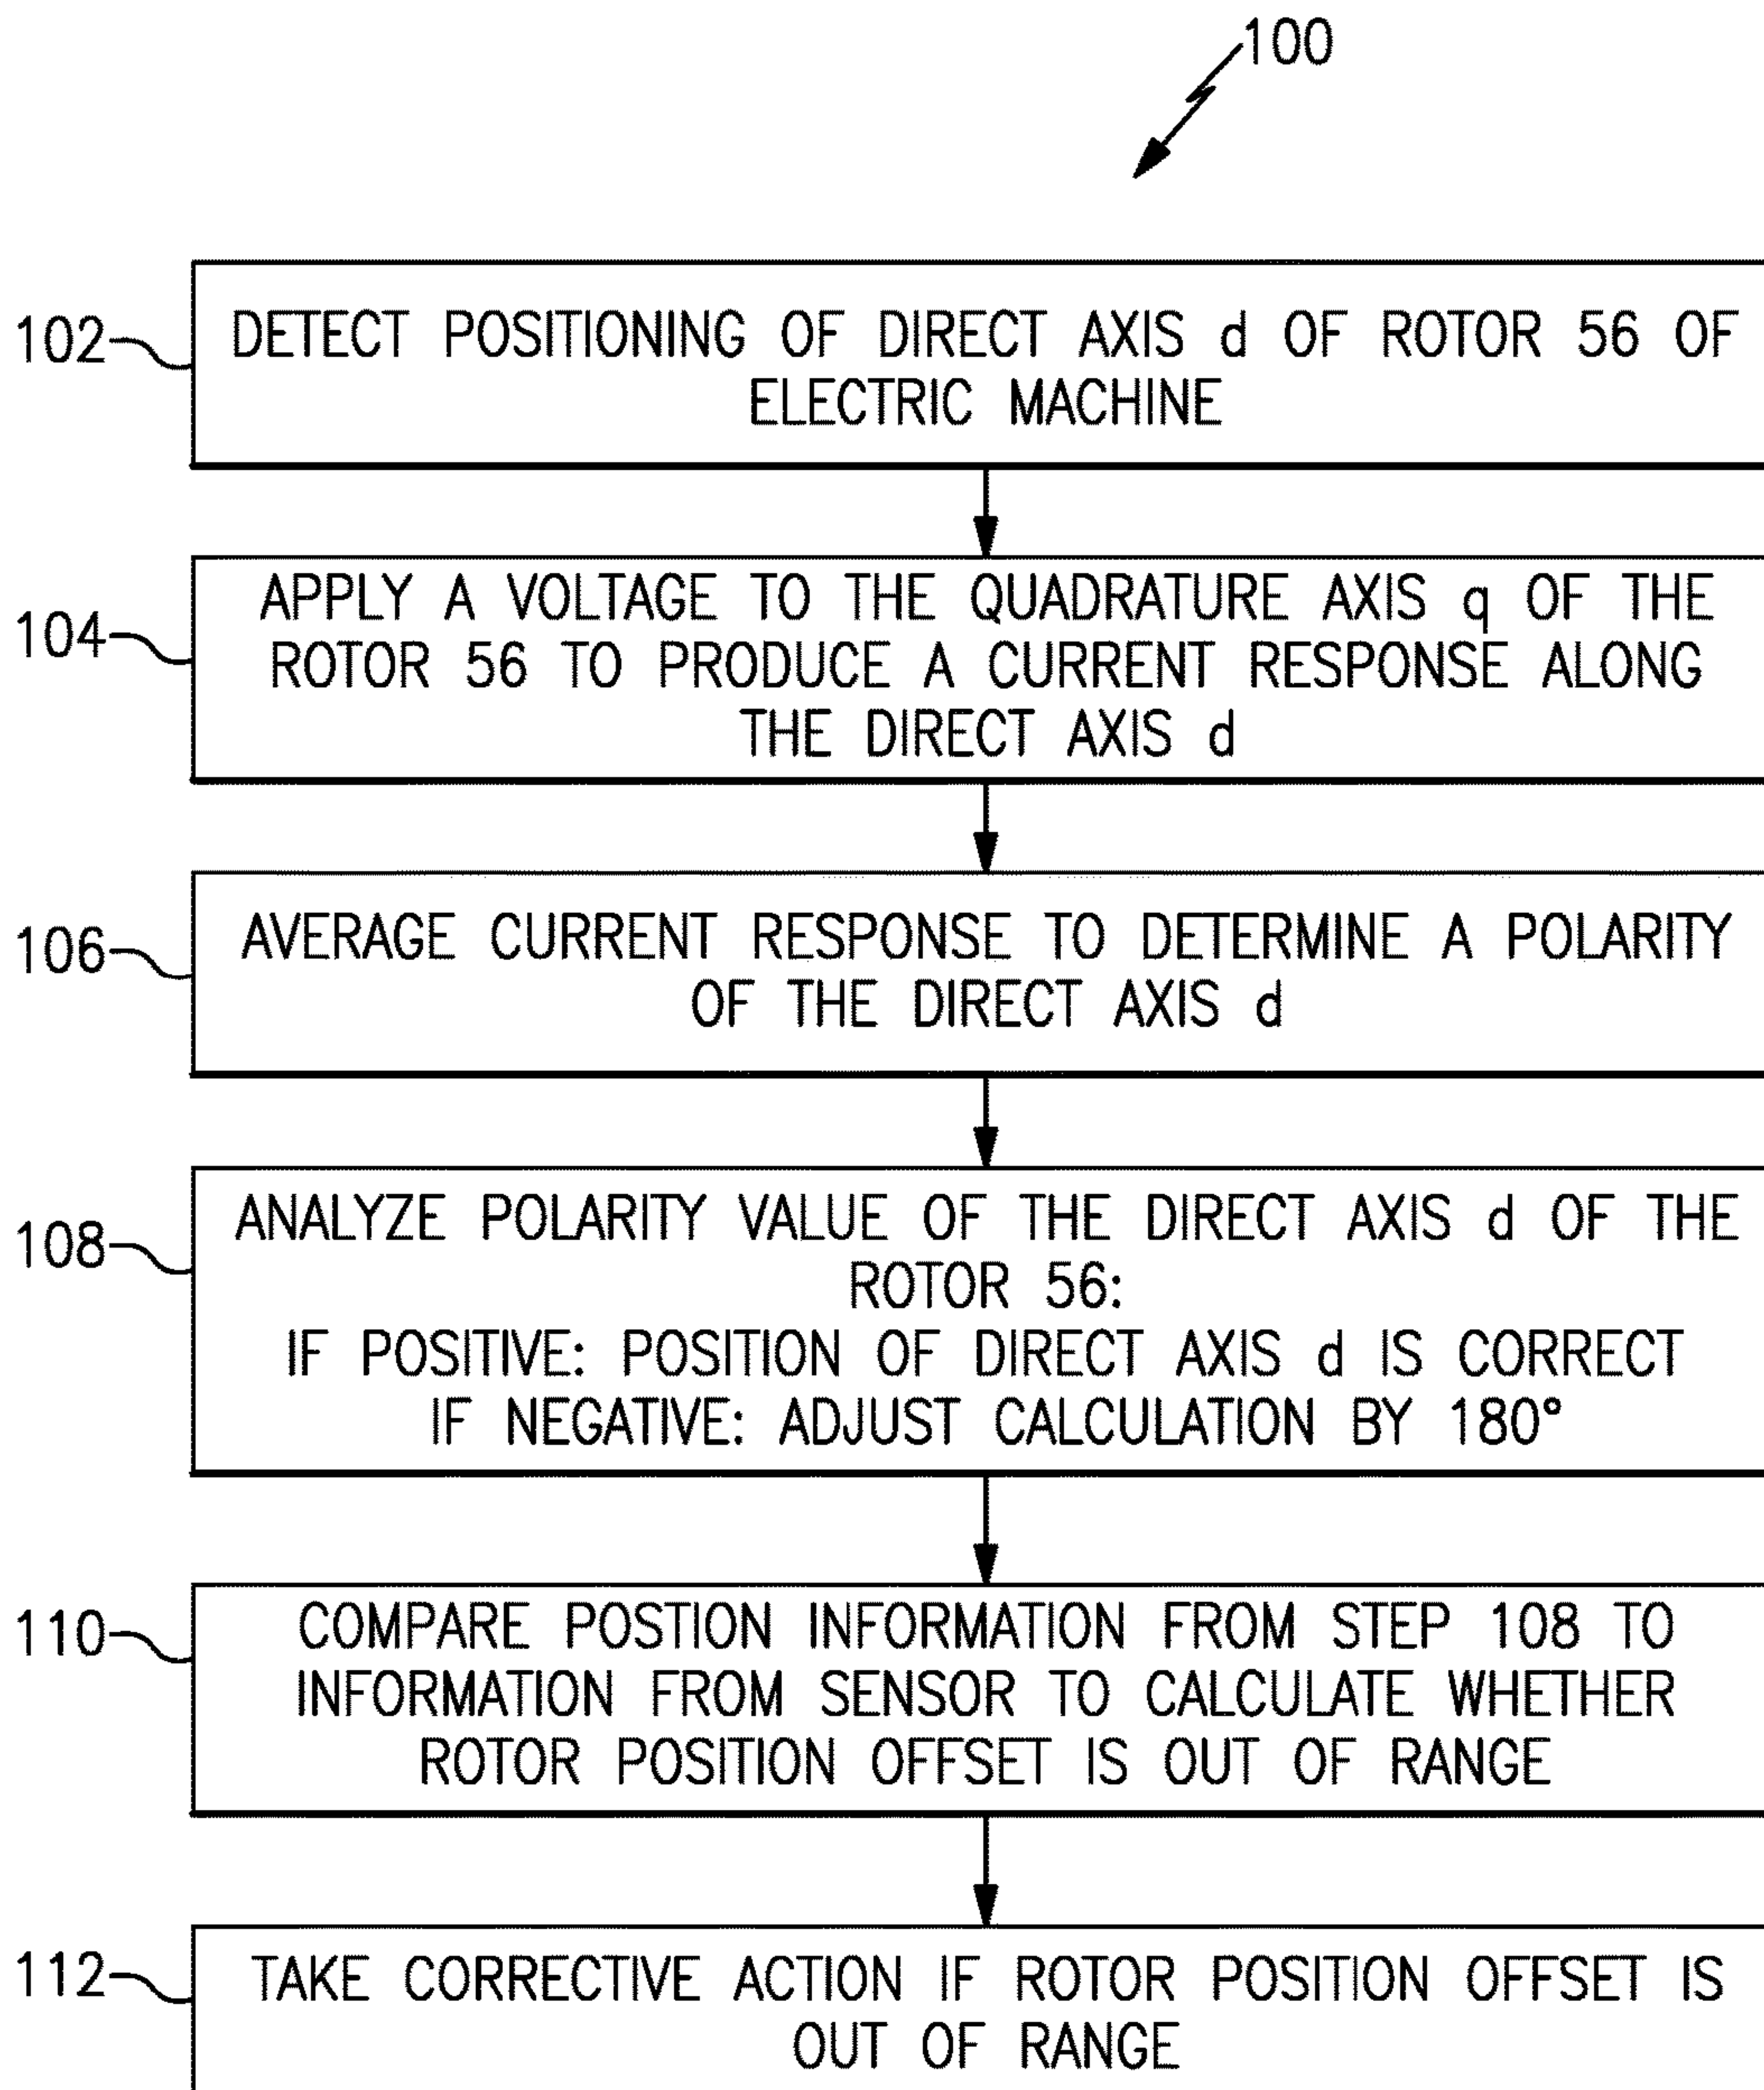 100
102
DETECT POSITIONING OF DIRECT AXIS d OF ROTOR 56 OF
ELECTRIC MACHINE
104
APPLY A VOLTAGE TO THE QUADRATURE AXIS q OF THE
ROTOR 56 TO PRODUCE A CURRENT RESPONSE ALONG
THE DIRECT AXIS d
106
AVERAGE CURRENT RESPONSE TO DETERMINE A POLARITY
OF THE DIRECT AXIS d
108
ANALYZE POLARITY VALUE OF THE DIRECT AXIS d OF THE
ROTOR 56:
IF POSITIVE: POSITION OF DIRECT AXIS d IS CORRECT
IF NEGATIVE: ADJUST CALCULATION BY 180°
110
COMPARE POSTION INFORMATION FROM STEP 108 TO
INFORMATION FROM SENSOR TO CALCULATE WHETHER
ROTOR POSITION OFFSET IS OUT OF RANGE
112
TAKE CORRECTIVE ACTION IF ROTOR POSITION OFFSET IS
OUT OF RANGE